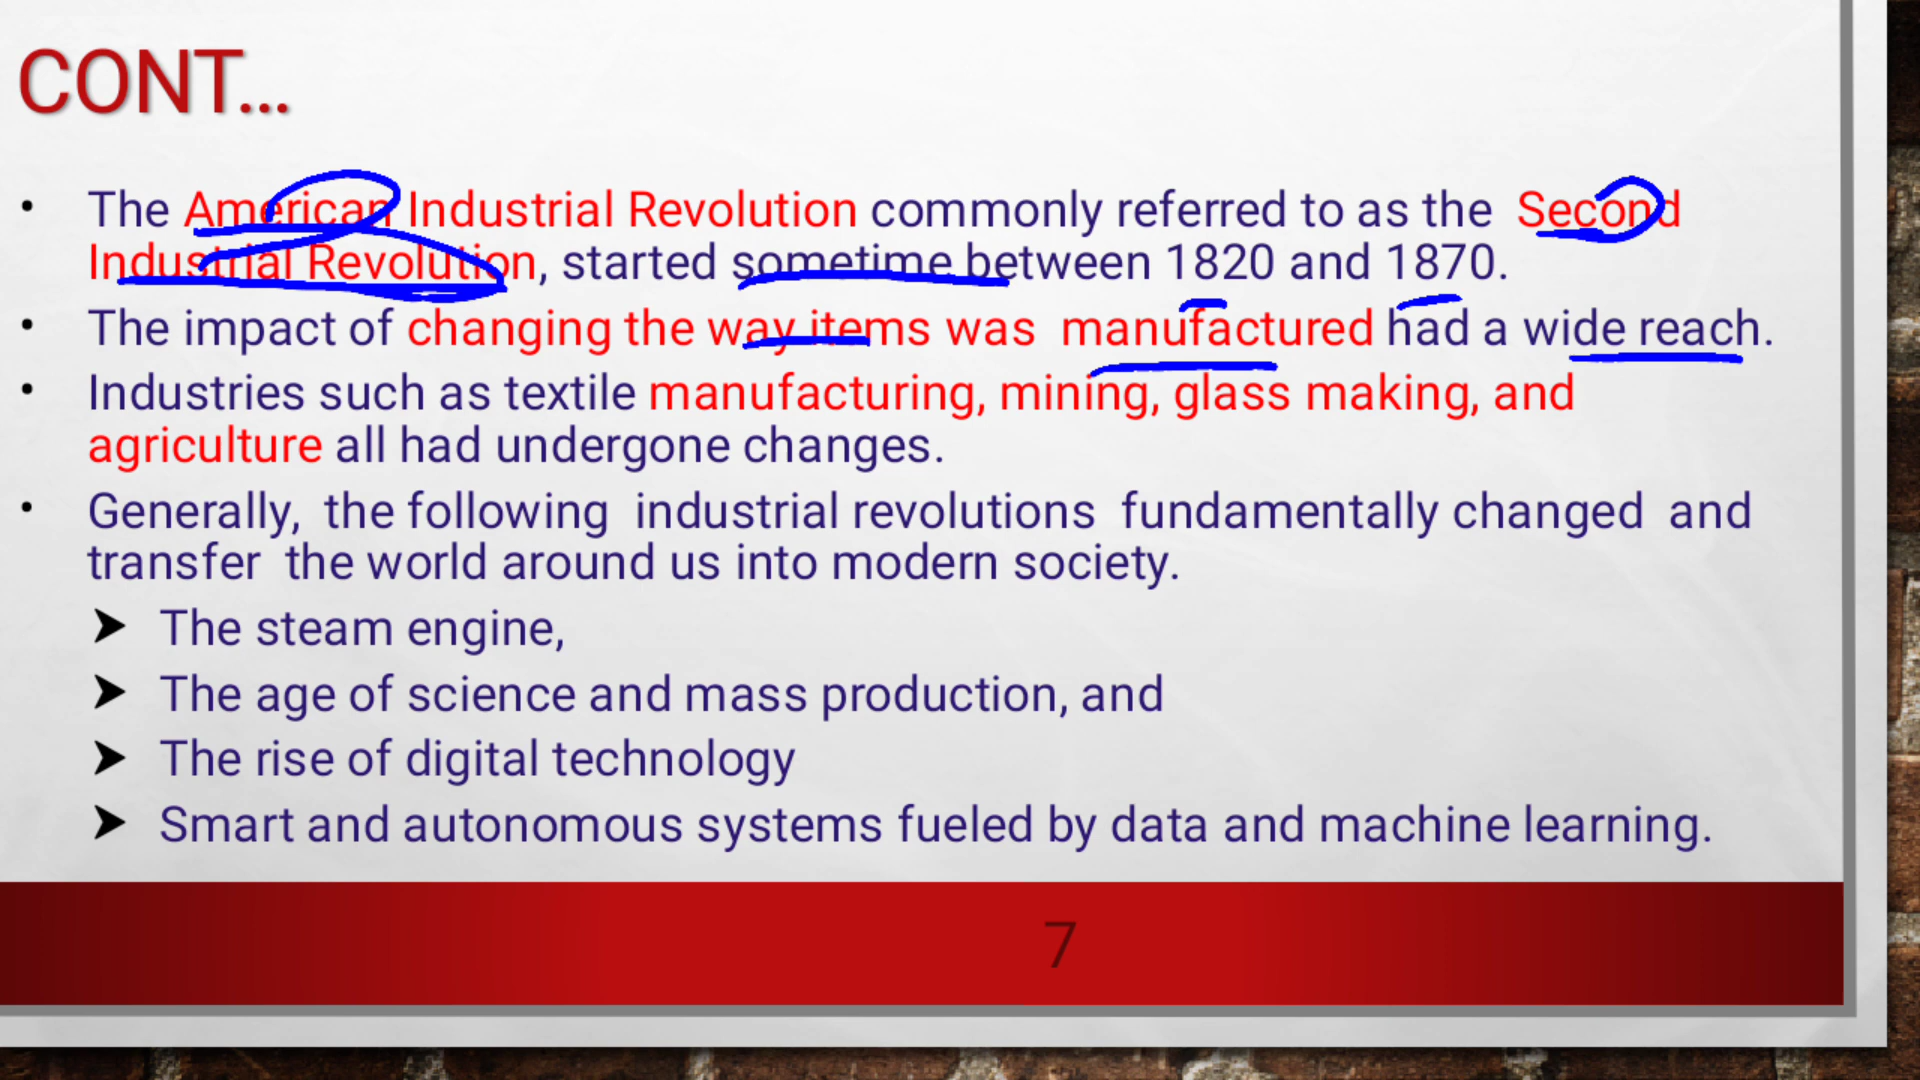 CONT...
• The American Industrial Revolution commonly referred to as the Second
Industrial Revolution, started sometime between 1820 and 1870.
• The impact of changing the way items was manufactured had a wide reach.
• Industries such as textile manufacturing, mining, glass making, and
agriculture all had undergone changes.
• Generally, the following industrial revolutions fundamentally changed and
transfer the world around us into modern society.
➤ The steam engine,
➤ The age of science and mass production, and
➤ The rise of digital technology
➤ Smart and autonomous systems fueled by data and machine learning.
7